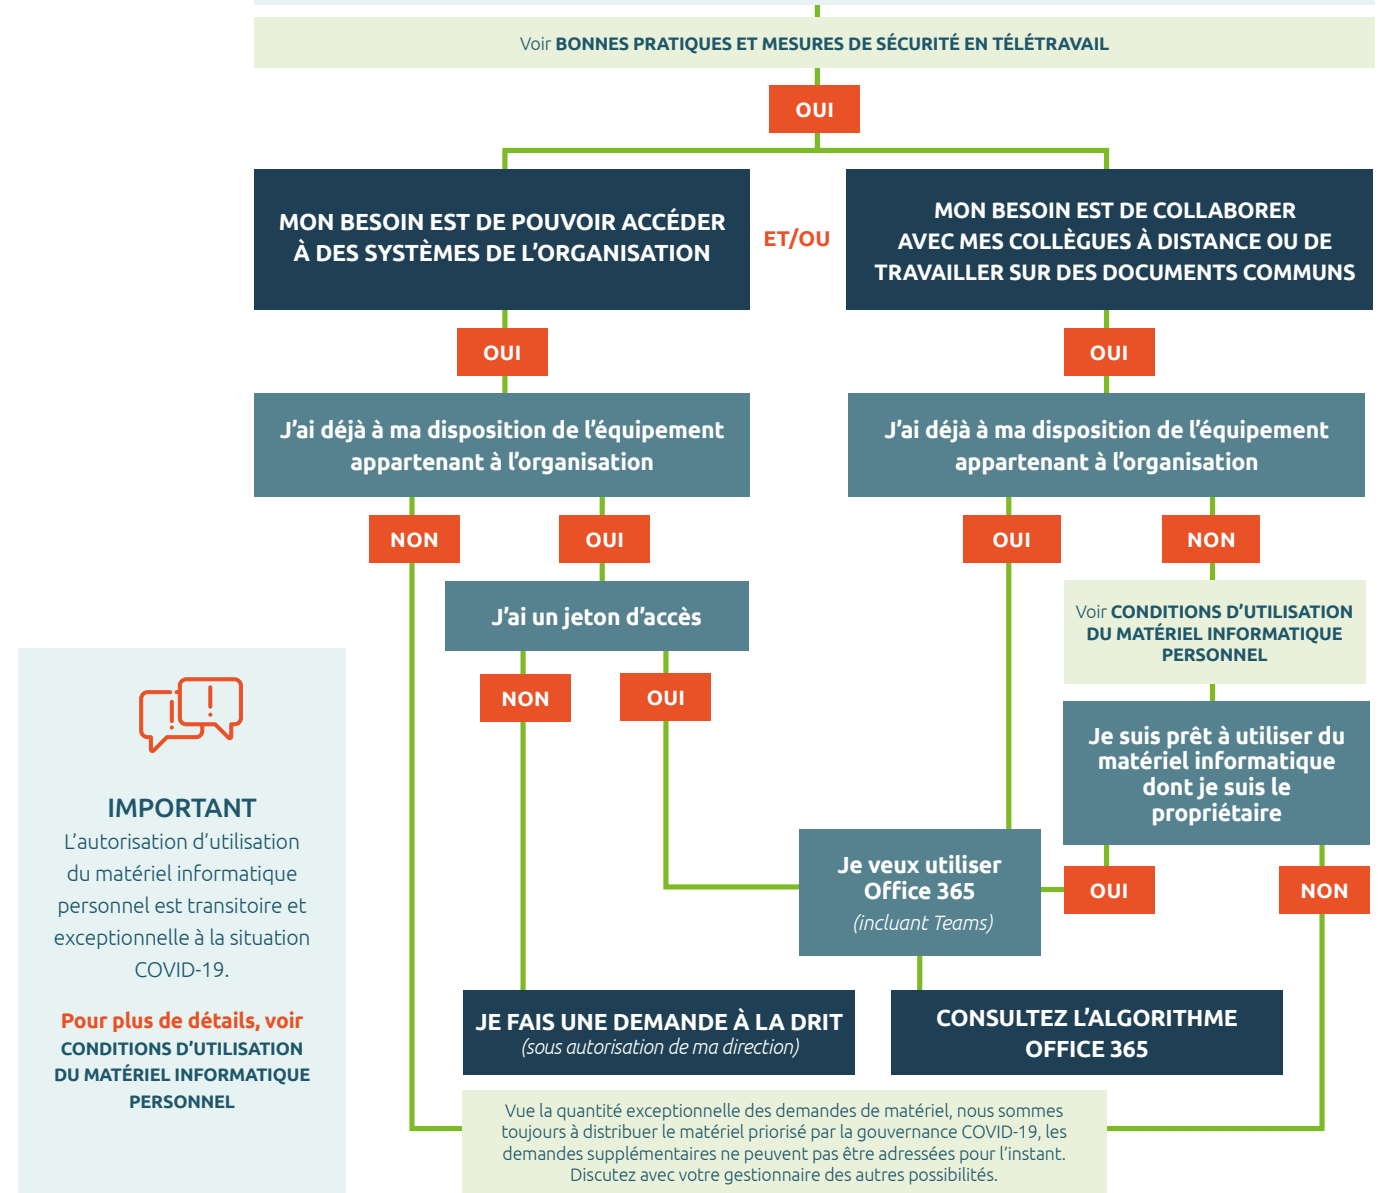 Voir BONNES PRATIQUES ET MESURES DE SÉCURITÉ EN TÉLÉTRAVAIL
OUI
MON BESOIN EST DE POUVOIR ACCÉDER
À DES SYSTÈMES DE L’ORGANISATION
ET/OU
MON BESOIN EST DE COLLABORER
AVEC MES COLLÈGUES À DISTANCE OU DE
TRAVAILLER SUR DES DOCUMENTS COMMUNS
OUI
OUI
J’ai déjà à ma disposition de l’équipement
appartenant à l’organisation
J’ai déjà à ma disposition de l’équipement
appartenant à l’organisation
NON
OUI
OUI
NON
J’ai un jeton d’accès
Voir CONDITIONS D’UTILISATION
DU MATÉRIEL INFORMATIQUE
PERSONNEL
NON
OUI
Je suis prêt à utiliser du
matériel informatique
dont je suis le
propriétaire
Je veux utiliser
Office 365
(incluant Teams)
OUI
NON
JE FAIS UNE DEMANDE À LA DRIT
(sous autorisation de ma direction)
CONSULTEZ L’ALGORITHME
OFFICE 365
Vue la quantité exceptionnelle des demandes de matériel, nous sommes
toujours à distribuer le matériel priorisé par la gouvernance COVID-19, les
demandes supplémentaires ne peuvent pas être adressées pour l’instant.
Discutez avec votre gestionnaire des autres possibilités.
IMPORTANT
L’autorisation d’utilisation
du matériel informatique
personnel est transitoire et
exceptionnelle à la situation
COVID-19.
Pour plus de détails, voir
CONDITIONS D’UTILISATION
DU MATÉRIEL INFORMATIQUE
PERSONNEL